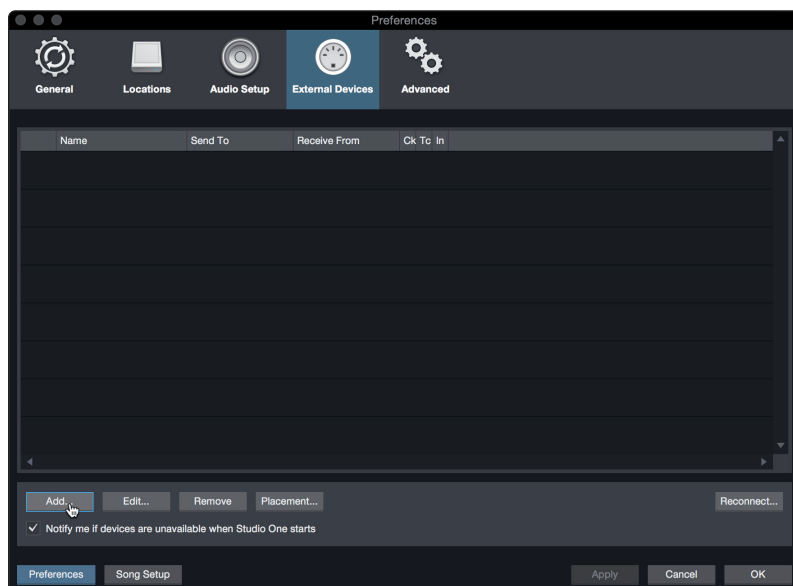 Preferences
General Locations Audio Setup External Devices Advanced
Name Send To Receive From Ck Tc In
Add... Edit... Remove Placement... Reconnect...
Notify me if devices are unavailable when Studio One starts
Preferences Song Setup Apply Cancel OK